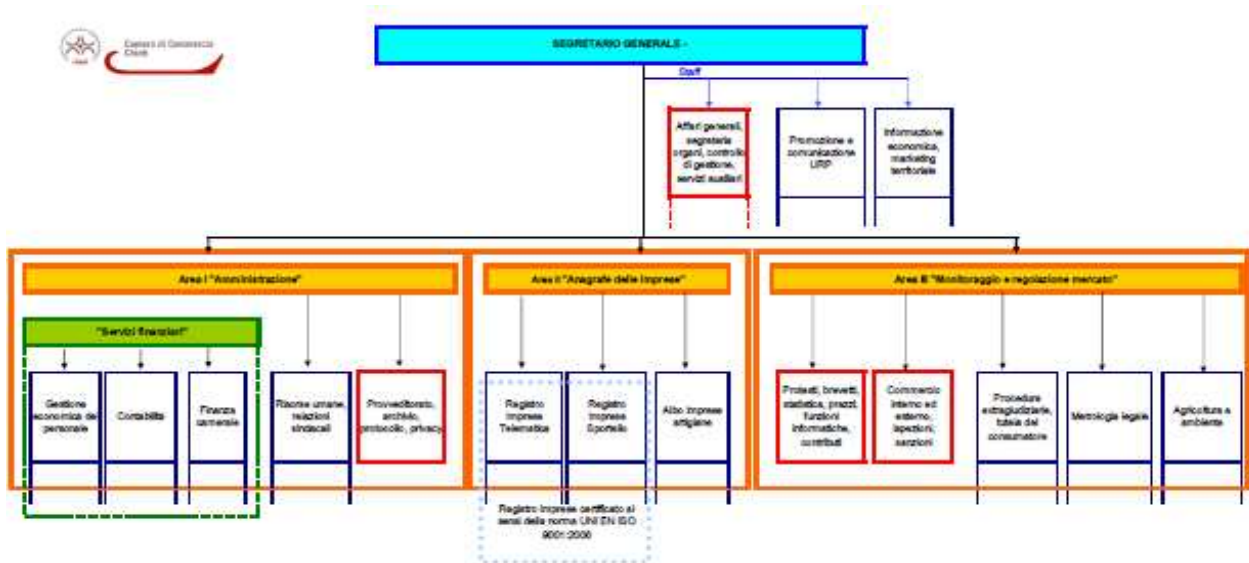 Camera di Commercio
Chieti
SEGRETARIO GENERALE -
Staff
Affari generali,
segreteria
organi, controllo
di gestione,
servizi ausiliari
Promozione e
comunicazione
URP
Informazione
economica,
marketing
territoriale
Area I "Amministrazione"
Area II "Anagrafe delle Imprese"
Area III "Monitoraggio e regolazione mercato"
"Servizi finanziari"
Gestione
economica del
personale
Contabilità
Finanza
camerale
Risorse umane,
relazioni
sindacali
Provveditorato,
archivio,
protocollo, privacy
Registro
Imprese
Telematico
Registro
Imprese
Sportello
Albo Imprese
artigiane
Protesti, brevetti,
statistica, prezzi,
funzioni
informatiche,
contributi
Commercio
interno ed
estero,
ispezioni,
sanzioni
Procedure
extragiudiziarie,
tutela del
consumatore
Metrologia legale
Agricoltura e
ambiente
Registro Imprese certificato ai
sensi della norma UNI EN ISO
9001:2008